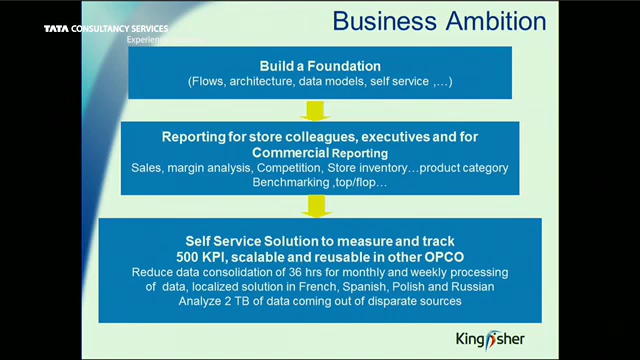 TATA CONSULTANCY SERVICES
Business Ambition
Build a Foundation
(Flows, architecture, data models, self service ,…)
Reporting for store colleagues, executives and for
Commercial Reporting
Sales, margin analysis, Competition, Store inventory…product category
Benchmarking ,top/flop…
Self Service Solution to measure and track
500 KPI, scalable and reusable in other OPCO
Reduce data consolidation of 36 hrs for monthly and weekly processing
of data, localized solution in French, Spanish, Polish and Russian
Analyze 2 TB of data coming out of disparate sources
Kingfisher